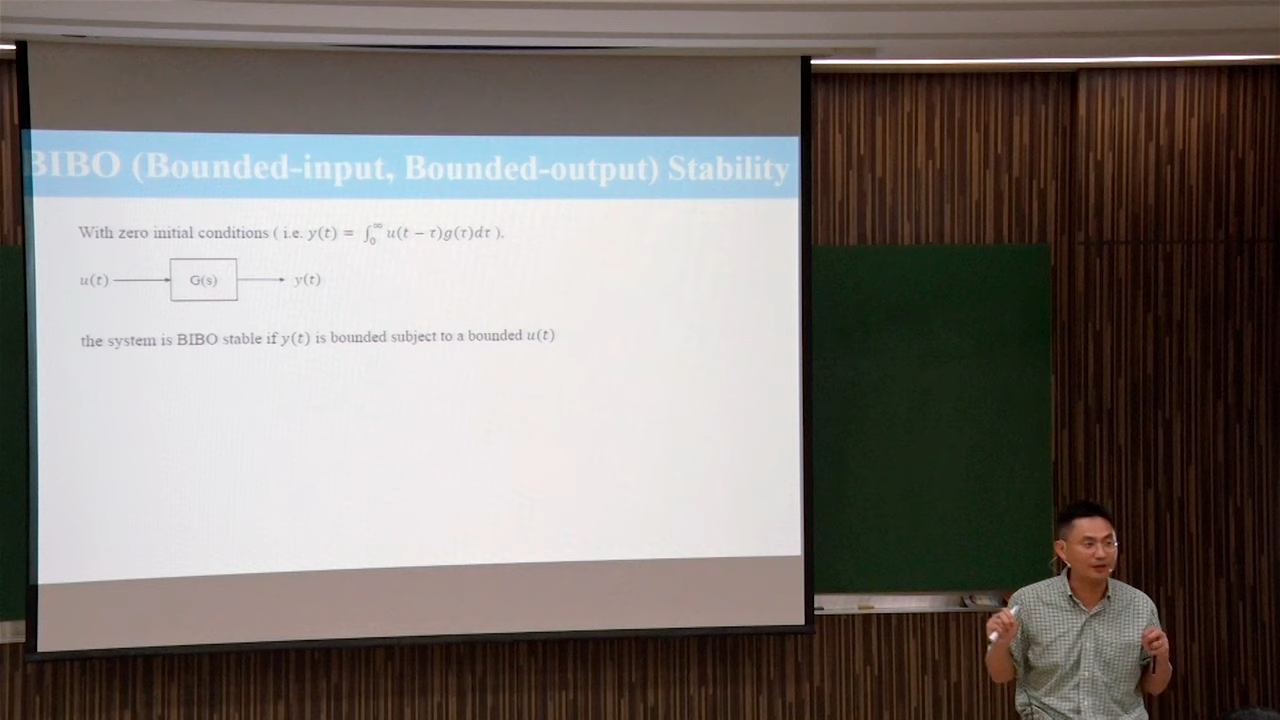 BIBO (Bounded-input, Bounded-output) Stability
With zero initial conditions ( i.e. y(t) = ∫₀^∞ u(t − τ)g(τ)dτ ).
u(t) G(s) y(t)
the system is BIBO stable if y(t) is bounded subject to a bounded u(t)